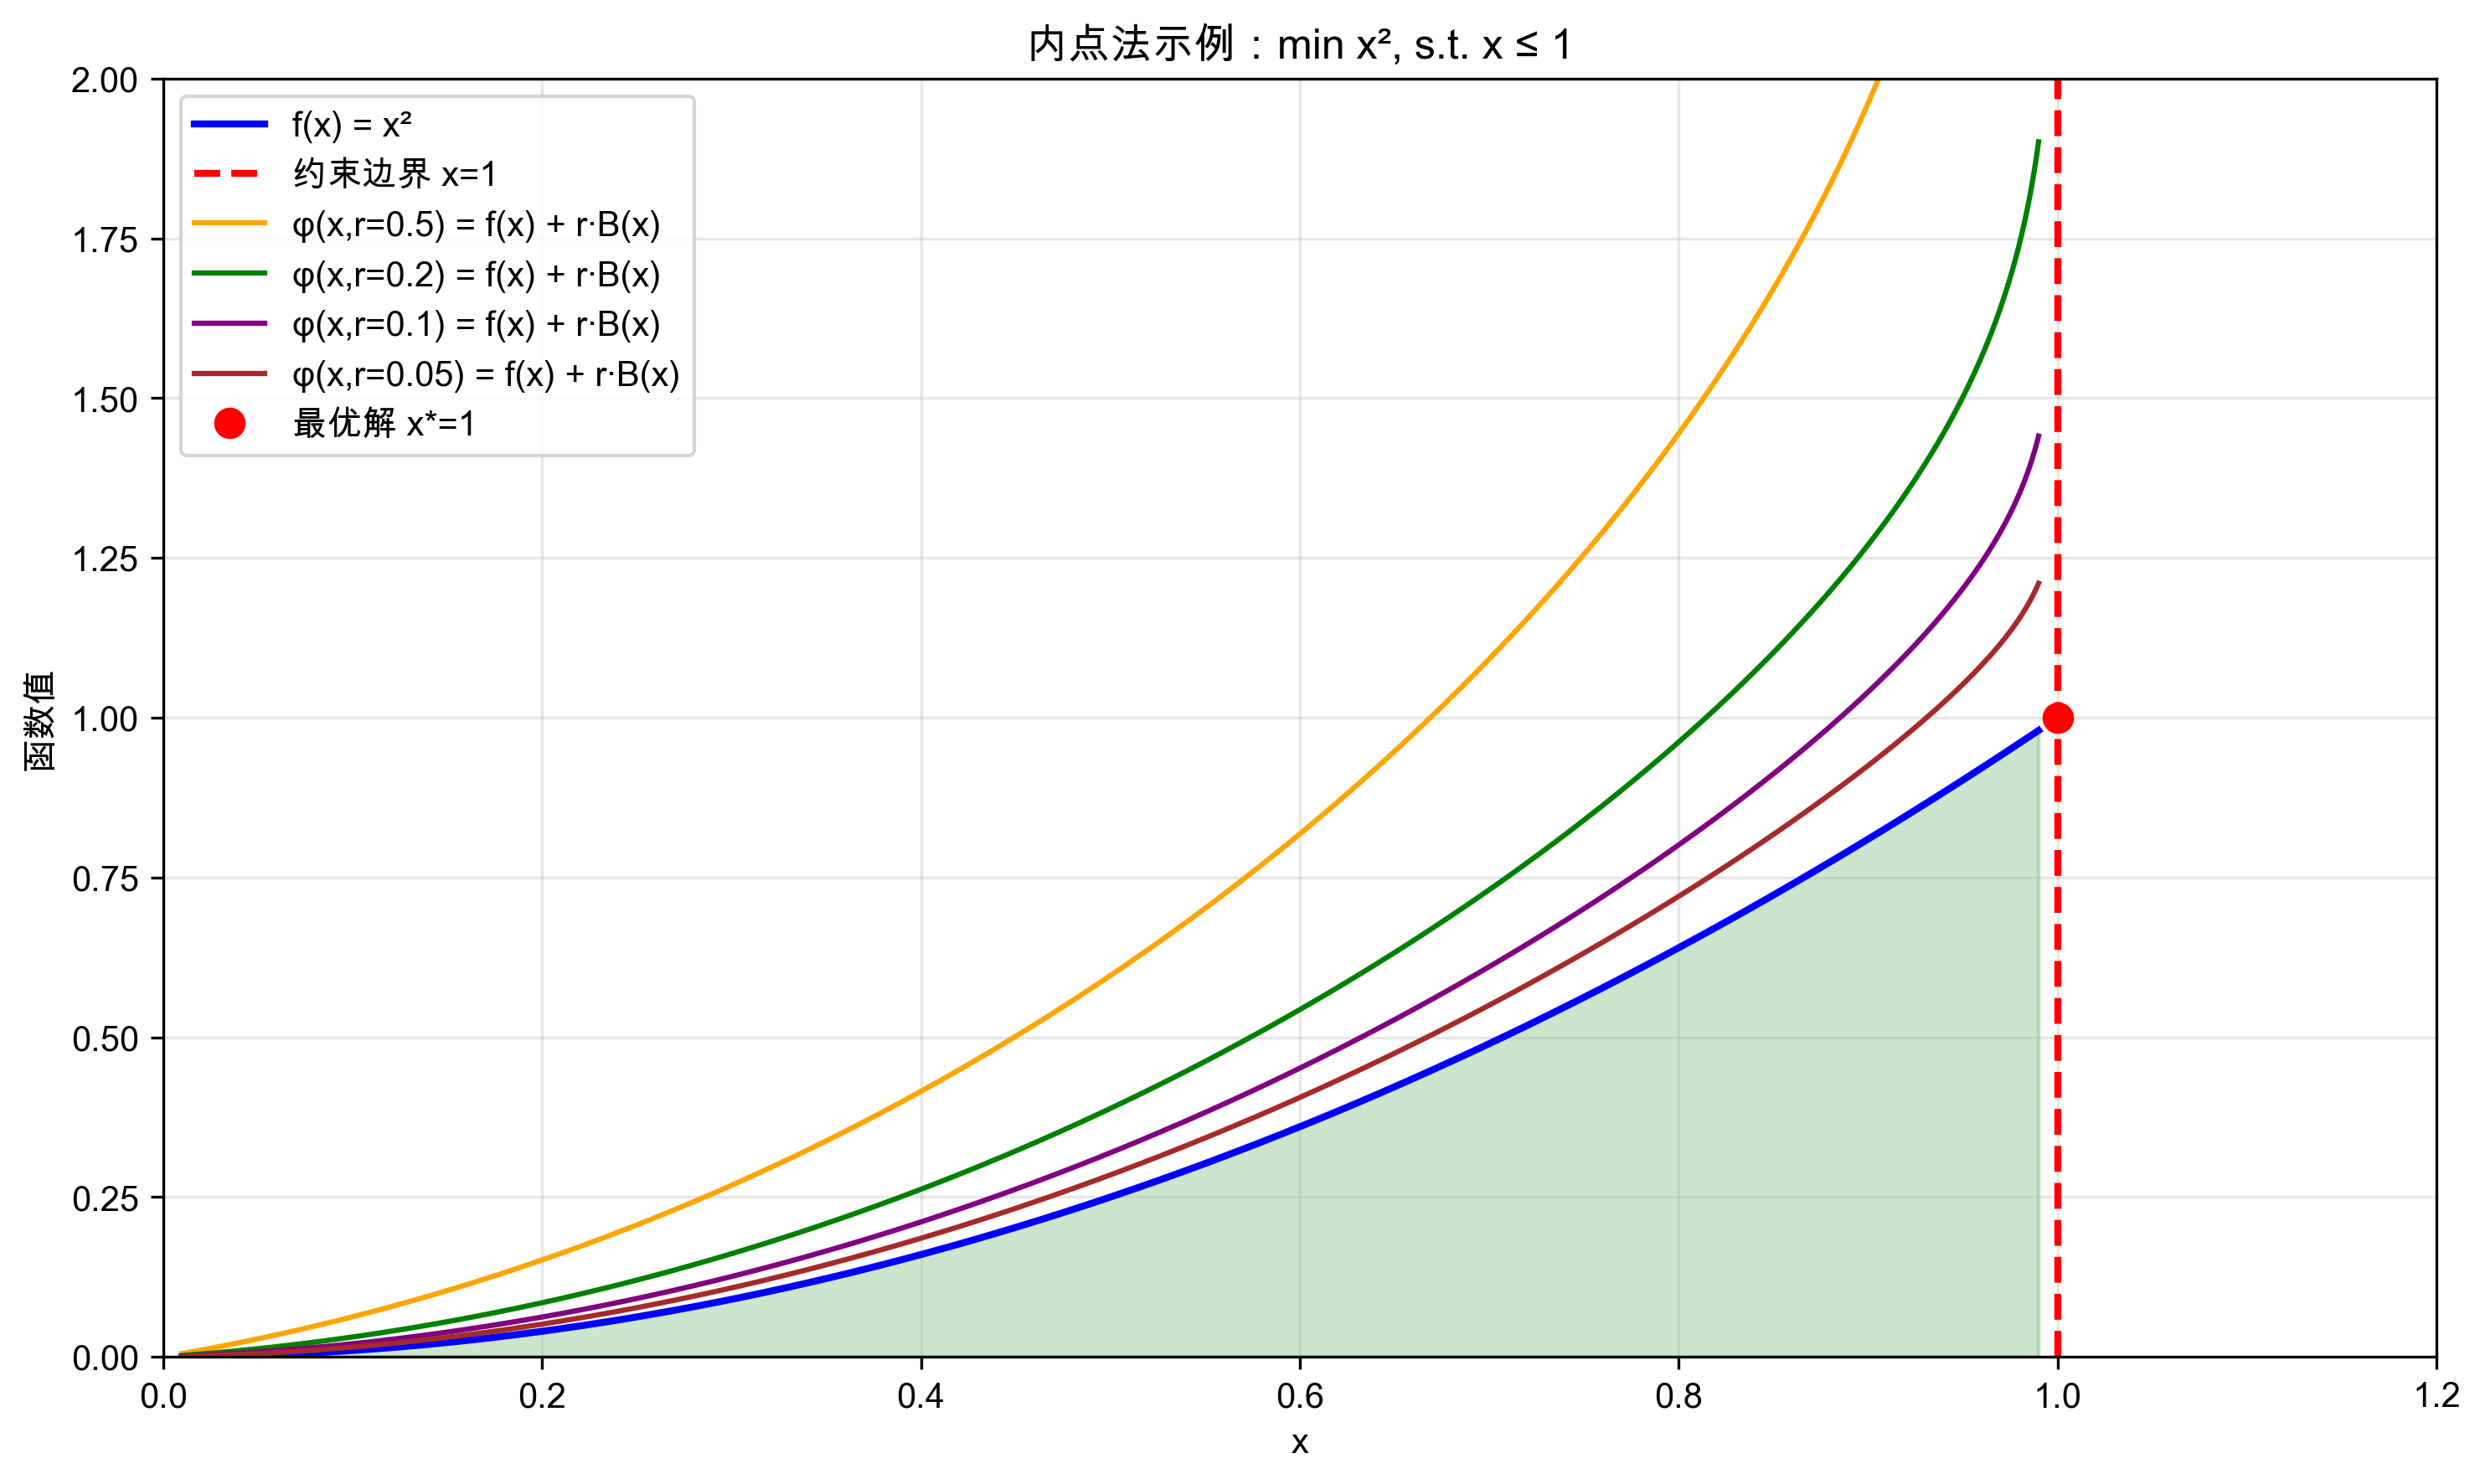 内点法示例：min x², s.t. x ≤ 1
2.00
1.75
1.50
1.25
1.00
0.75
0.50
0.25
0.00
函数值
f(x) = x²
约束边界 x=1
φ(x,r=0.5) = f(x) + r·B(x)
φ(x,r=0.2) = f(x) + r·B(x)
φ(x,r=0.1) = f(x) + r·B(x)
φ(x,r=0.05) = f(x) + r·B(x)
最优解 x*=1
0.0 0.2 0.4 0.6 0.8 1.0 1.2
x